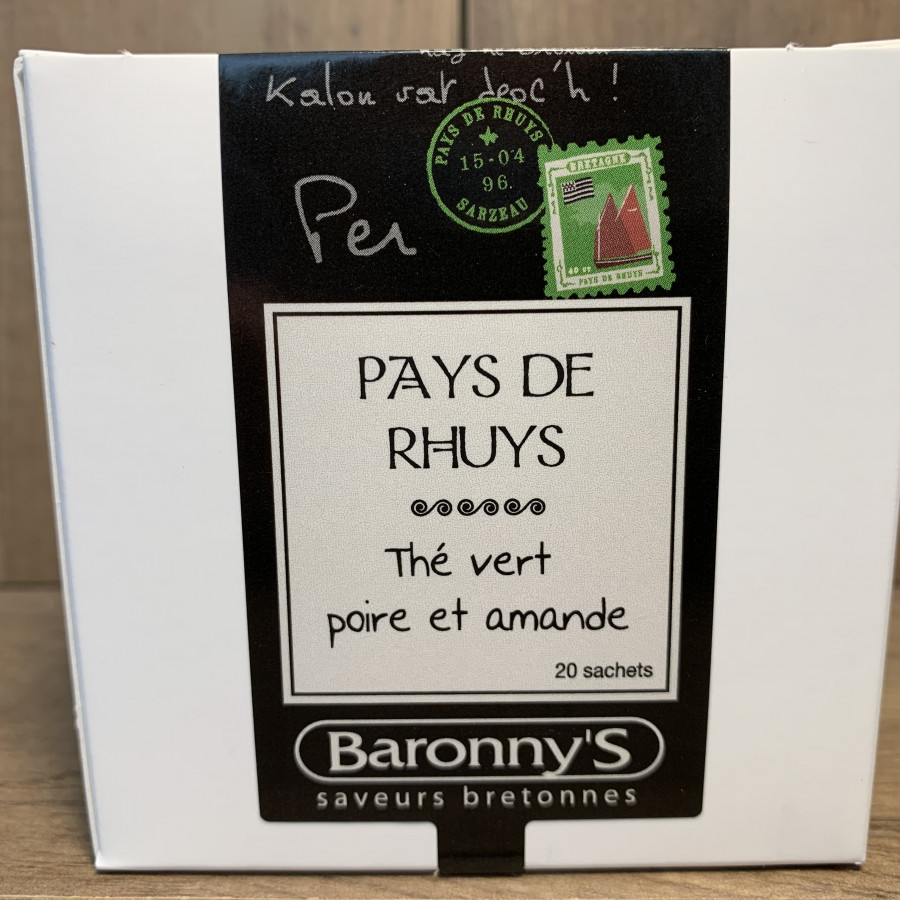 Kalon vat deoc'h !
PAYS DE RHUYS
15-04
96.
SARZEAU
Per
BRETAGNE
PAYS DE RHUYS
PAYS DE
RHUYS
Thé vert
poire et amande
20 sachets
Baronny'S
saveurs bretonnes